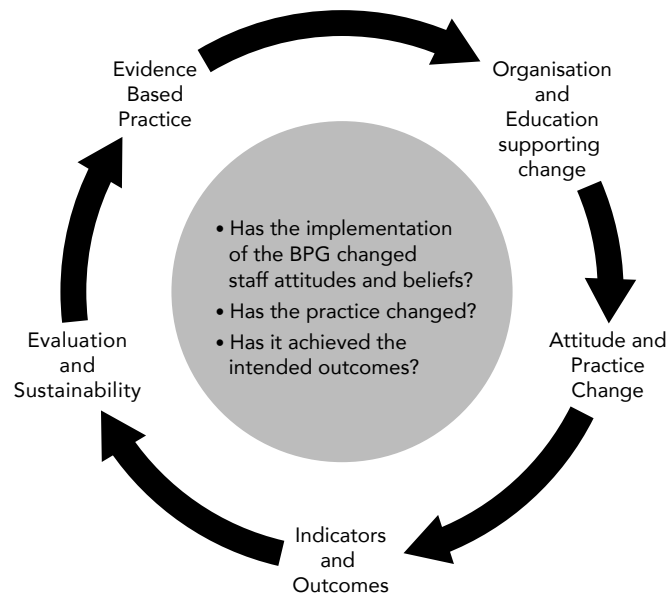 Evidence
Based
Practice
Organisation
and
Education
supporting
change
Attitude and
Practice
Change
Indicators
and
Outcomes
Evaluation
and
Sustainability
• Has the implementation
of the BPG changed
staff attitudes and beliefs?
• Has the practice changed?
• Has it achieved the
intended outcomes?